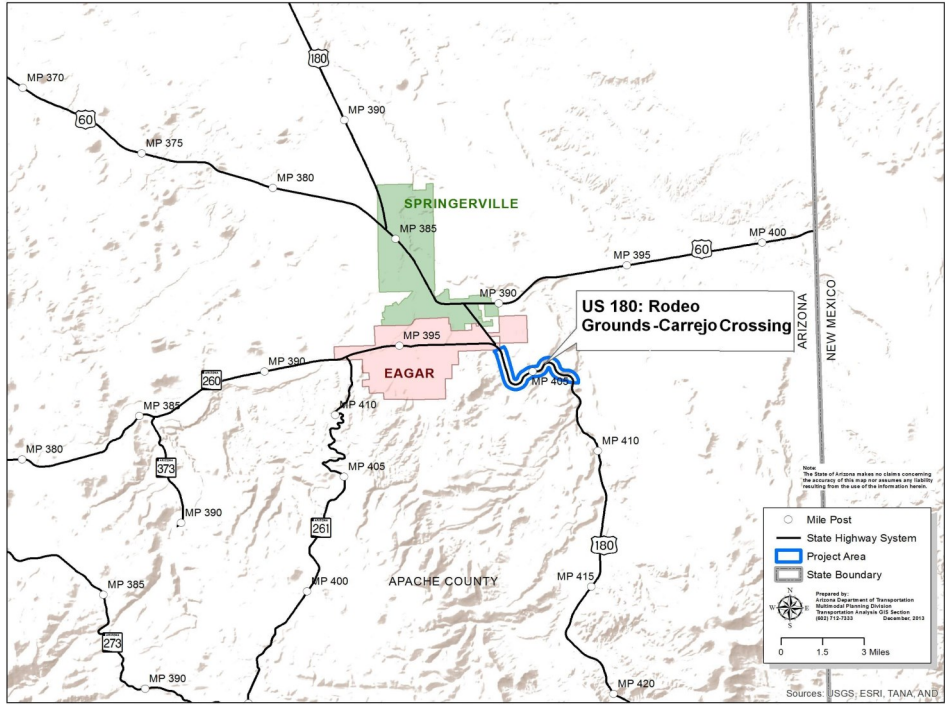 180
MP 370
MP 390
60
MP 375
MP 380
SPRINGERVILLE
MP 385
MP 400
MP 395
60
MP 390
US 180: Rodeo
Grounds-Carrejo Crossing
ARIZONA
NEW MEXICO
MP 395
MP 390
EAGAR
260
MP 405
MP 385
MP 410
MP 410
MP 380
373
MP 405
MP 390
261
180
APACHE COUNTY
MP 400
MP 415
MP 385
273
MP 390
MP 420
Note:
The State of Arizona makes no claims concerning
the accuracy of this map nor assumes any liability
resulting from the use of the information herein.
Mile Post
State Highway System
Project Area
State Boundary
N
W E
S
Prepared by:
Arizona Department of Transportation
Multimodal Planning Division
Transportation Analysis GIS Section
(602) 712-7333 December, 2013
0 1.5 3 Miles
Sources: USGS, ESRI, TANA, AND